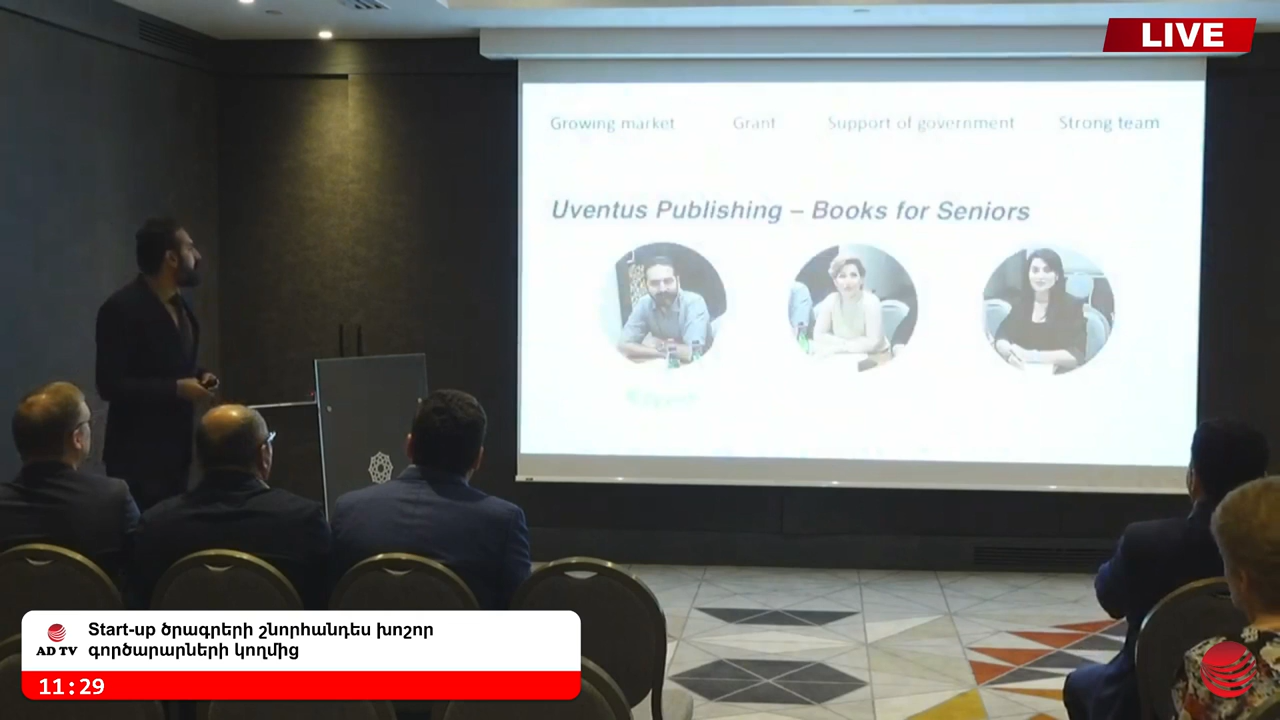 LIVE
Growing market Grant Support of government Strong team
Uventus Publishing – Books for Seniors
Start-up ծրագրերի շնորհանդես խոշոր
գործարարների կողմից
AD TV
11:29